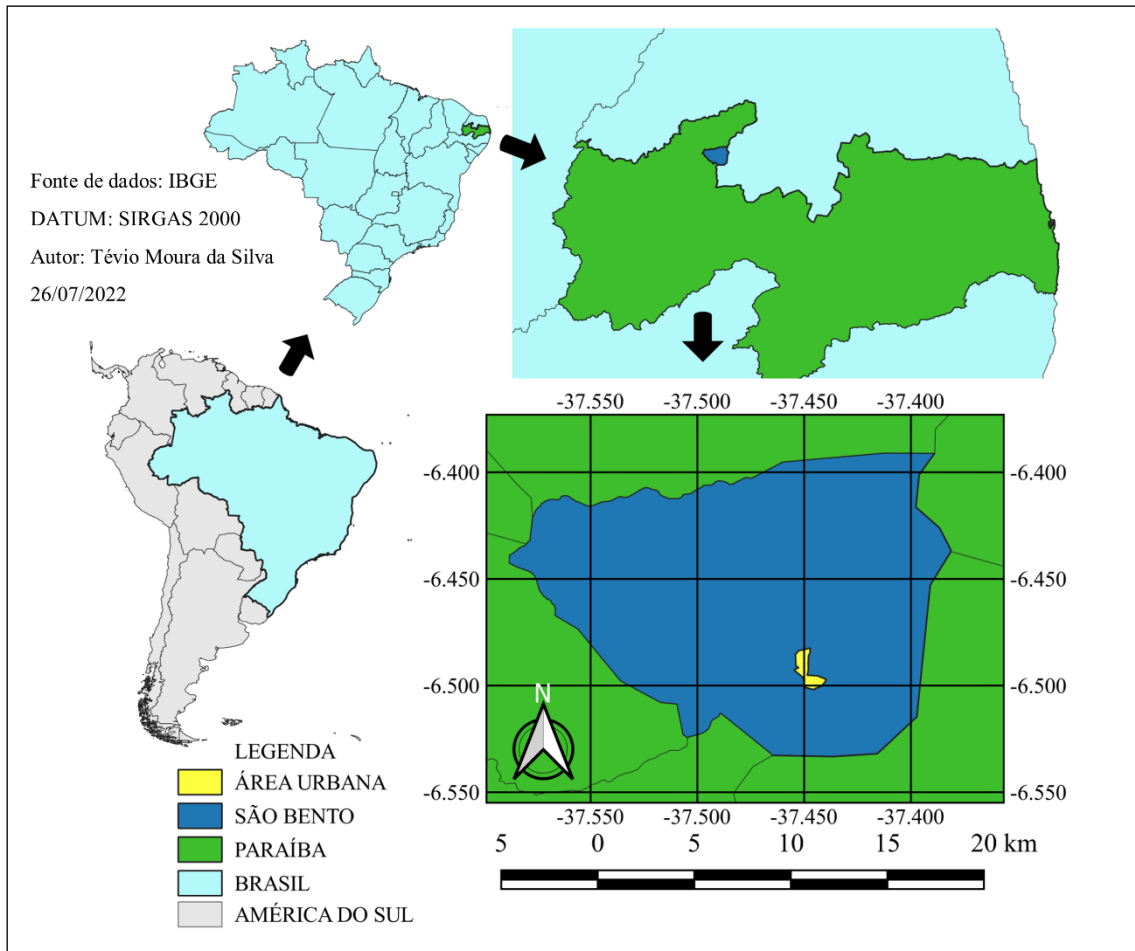 Fonte de dados: IBGE
DATUM: SIRGAS 2000
Autor: Tévio Moura da Silva
26/07/2022
-37.550 -37.500 -37.450 -37.400
-6.400 -6.400
-6.450 -6.450
-6.500 -6.500
-6.550 -6.550
N
-37.550 -37.500 -37.450 -37.400
5 0 5 10 15 20 km
LEGENDA
ÁREA URBANA
SÃO BENTO
PARAÍBA
BRASIL
AMÉRICA DO SUL